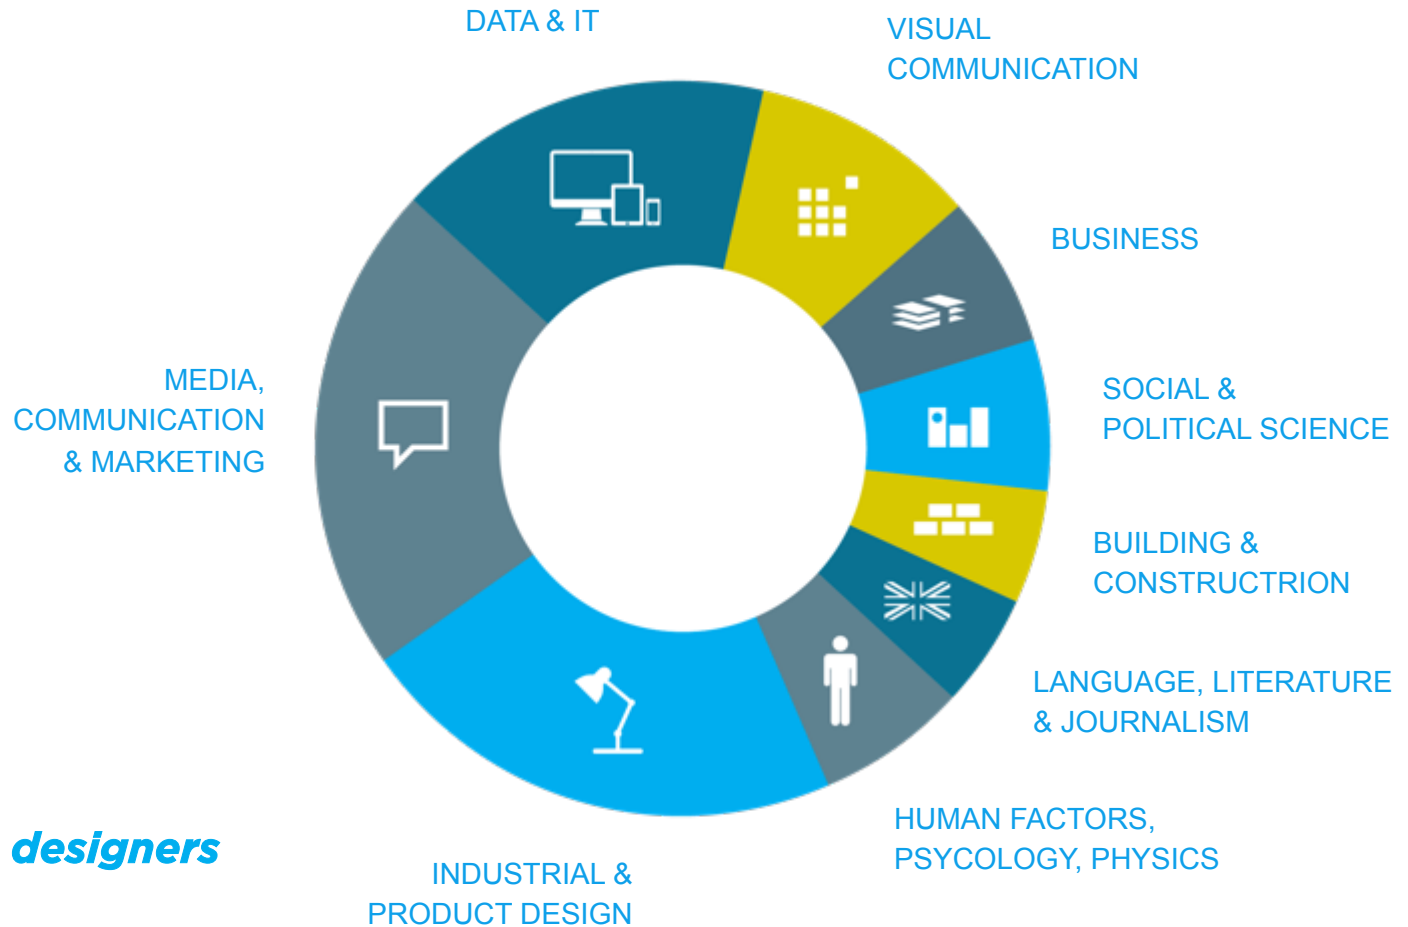 DATA & IT
VISUAL
COMMUNICATION
BUSINESS
SOCIAL &
POLITICAL SCIENCE
BUILDING &
CONSTRUCTRION
LANGUAGE, LITERATURE
& JOURNALISM
HUMAN FACTORS,
PSYCOLOGY, PHYSICS
INDUSTRIAL &
PRODUCT DESIGN
MEDIA,
COMMUNICATION
& MARKETING
designers